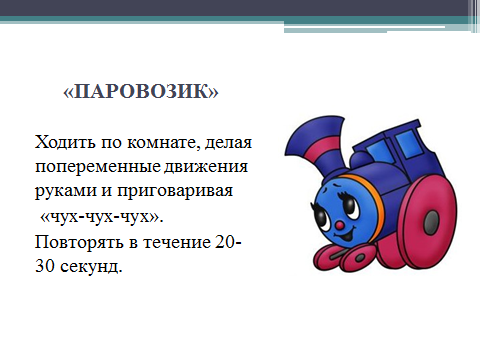 «ПАРОВОЗИК»
Ходить по комнате, делая
попеременные движения
руками и приговаривая
«чух-чух-чух».
Повторять в течение 20-
30 секунд.